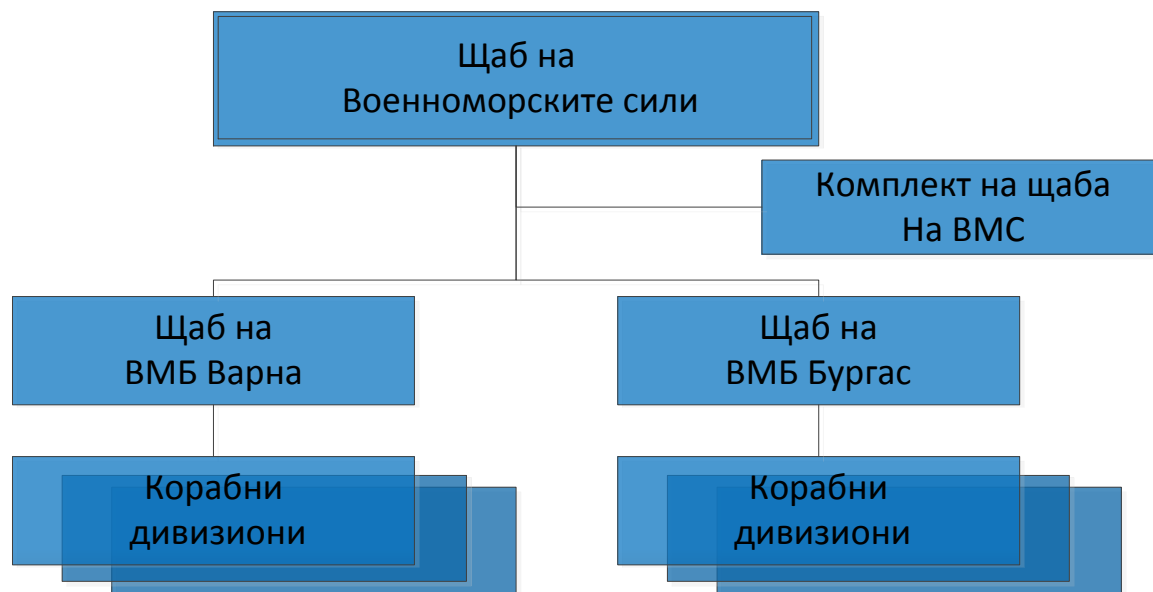 Щаб на
Военноморските сили
Комплект на щаба
На ВМС
Щаб на
ВМБ Варна
Щаб на
ВМБ Бургас
Корабни
дивизиони
Корабни
дивизиони